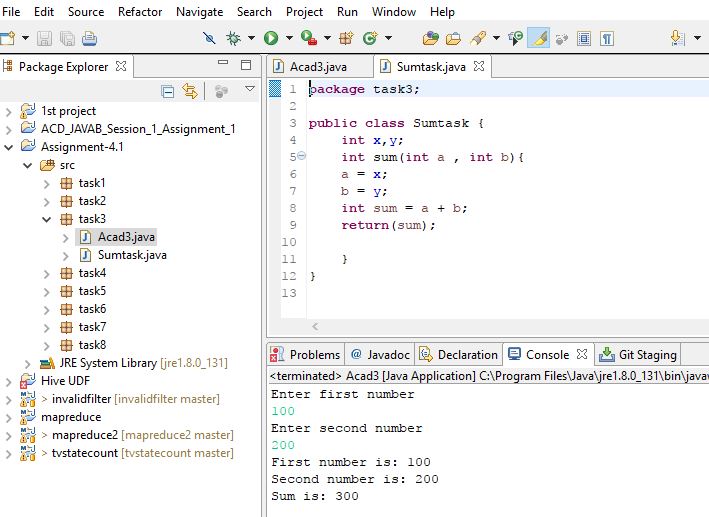 File Edit Source Refactor Navigate Search Project Run Window Help
Package Explorer
1st project
ACD_JAVAB_Session_1_Assignment_1
Assignment-4.1
src
task1
task2
task3
Acad3.java
Sumtask.java
task4
task5
task6
task7
task8
JRE System Library [jre1.8.0_131]
Hive UDF
> invalidfilter [invalidfilter master]
mapreduce
> mapreduce2 [mapreduce2 master]
> tvstatecount [tvstatecount master]
Acad3.java Sumtask.java
1 package task3;
2
3 public class Sumtask {
4 int x,y;
5 int sum(int a , int b){
6 a = x;
7 b = y;
8 int sum = a + b;
9 return(sum);
10
11 }
12 }
13
Problems @ Javadoc Declaration Console Git Staging
<terminated> Acad3 [Java Application] C:\Program Files\Java\jre1.8.0_131\bin\javaw
Enter first number
100
Enter second number
200
First number is: 100
Second number is: 200
Sum is: 300